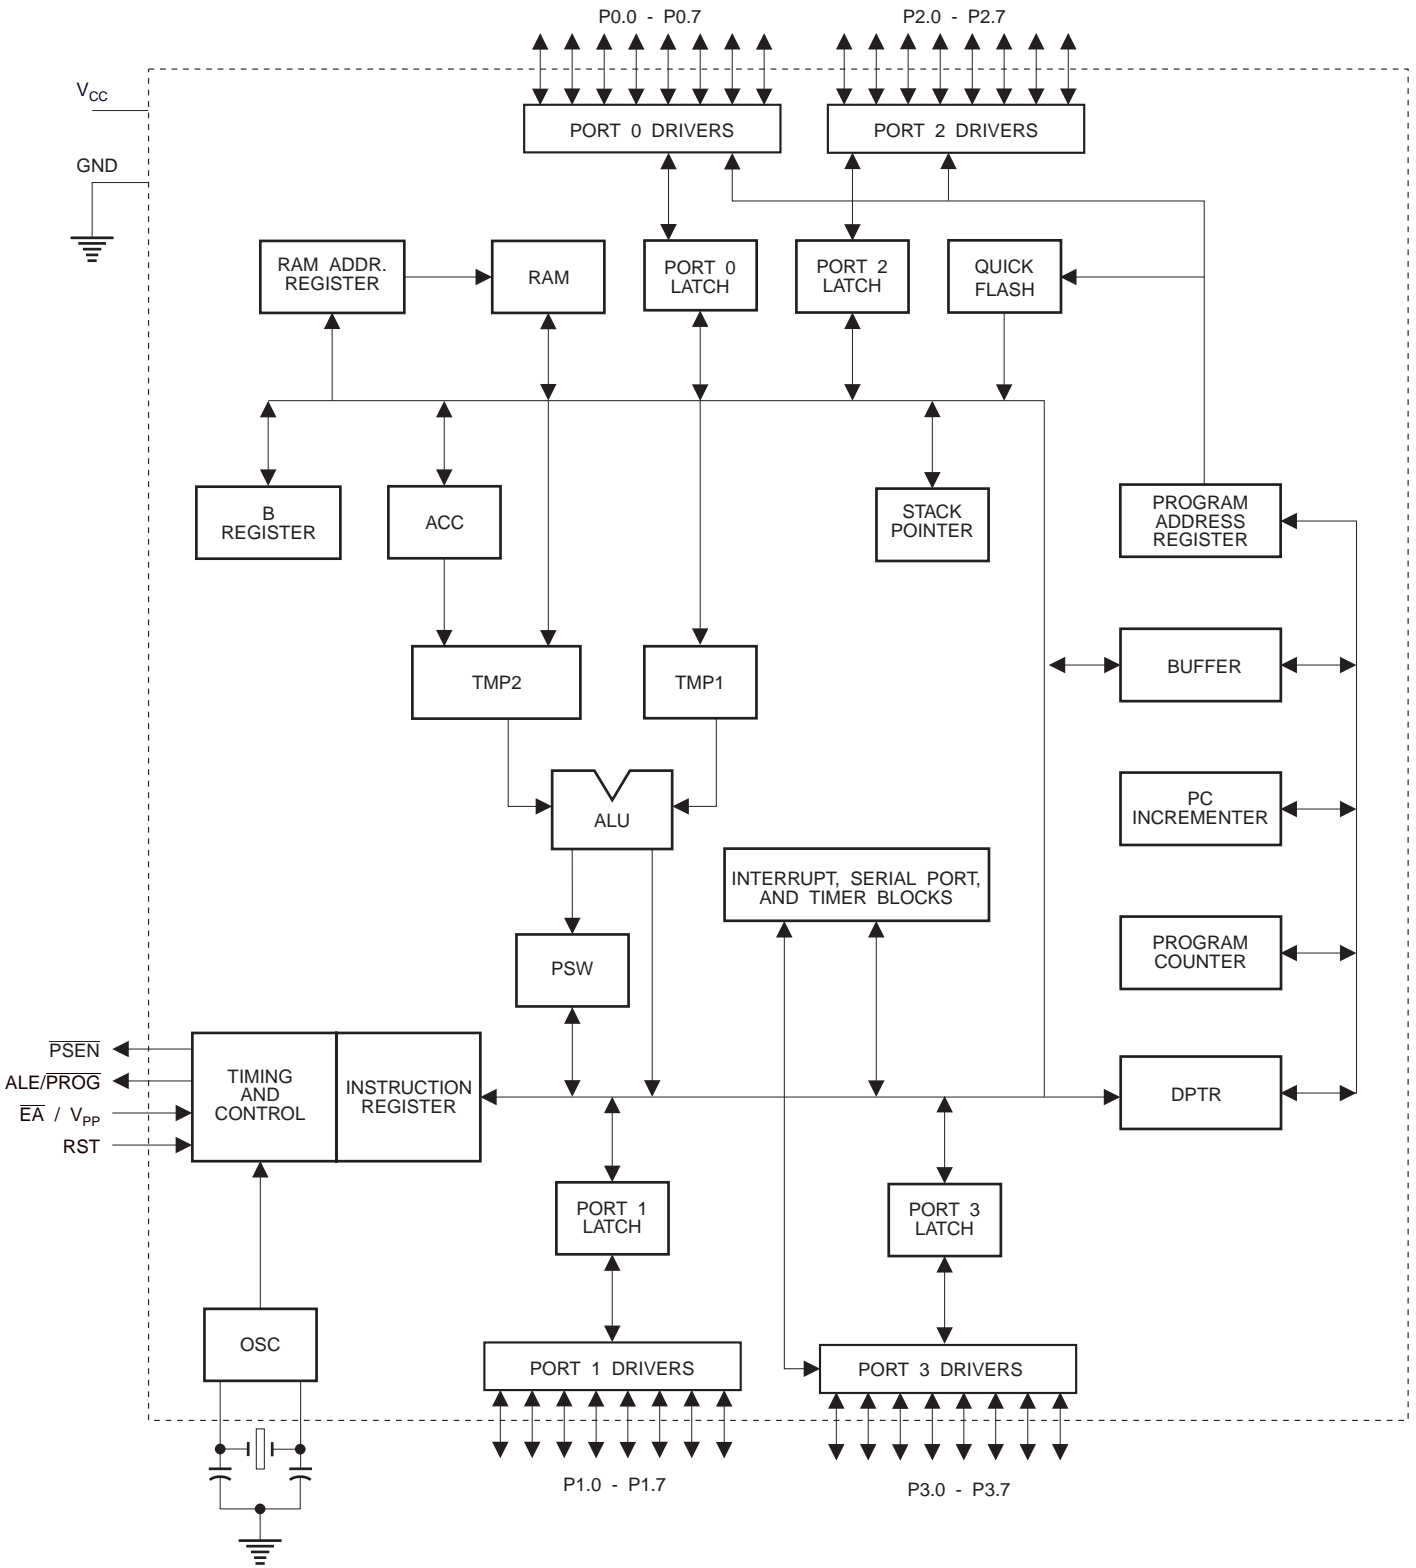 P0.0 - P0.7
P2.0 - P2.7
VCC
GND
PORT 0 DRIVERS
PORT 2 DRIVERS
RAM ADDR.
REGISTER
RAM
PORT 0
LATCH
PORT 2
LATCH
QUICK
FLASH
B
REGISTER
ACC
STACK
POINTER
PROGRAM
ADDRESS
REGISTER
TMP2
TMP1
BUFFER
ALU
PC
INCREMENTER
INTERRUPT, SERIAL PORT,
AND TIMER BLOCKS
PSW
PROGRAM
COUNTER
PSEN
ALE/PROG
EA / VPP
RST
TIMING
AND
CONTROL
INSTRUCTION
REGISTER
DPTR
PORT 1
LATCH
PORT 3
LATCH
OSC
PORT 1 DRIVERS
PORT 3 DRIVERS
P1.0 - P1.7
P3.0 - P3.7